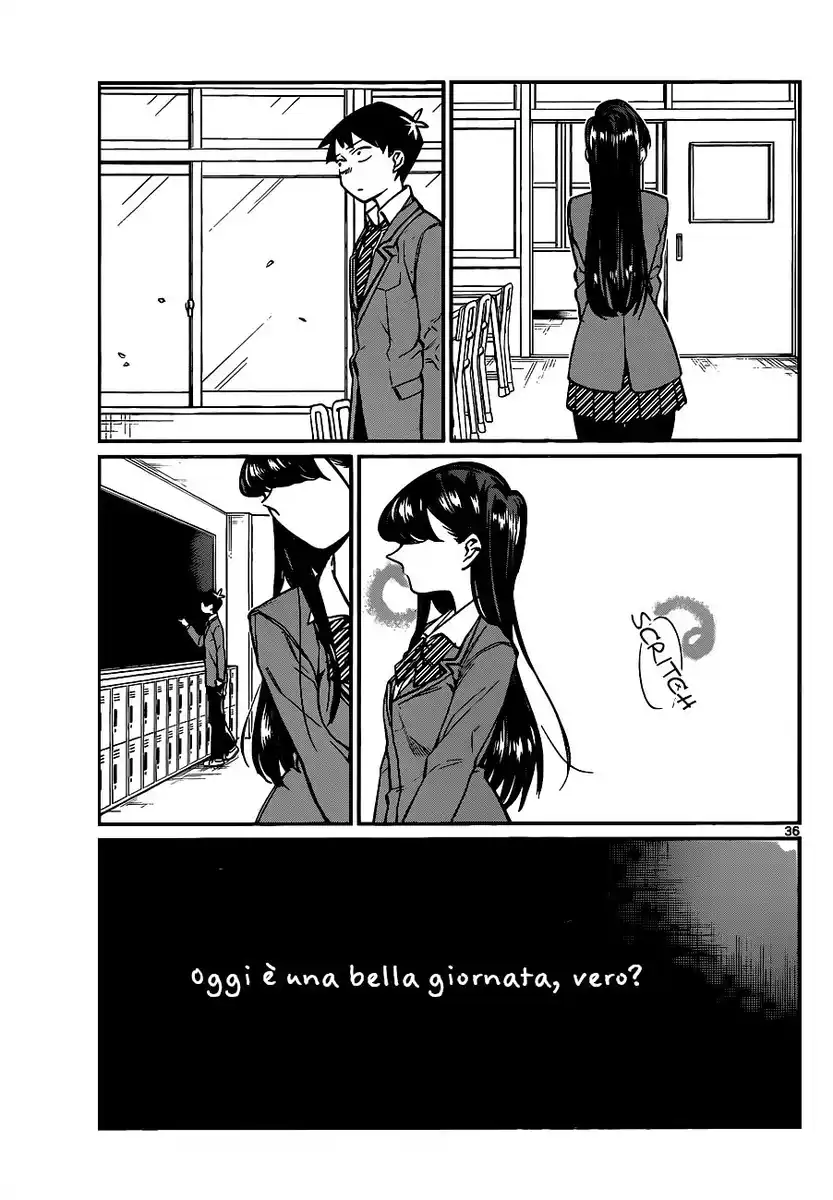 SCRITCH
36
Oggi è una bella giornata, vero?